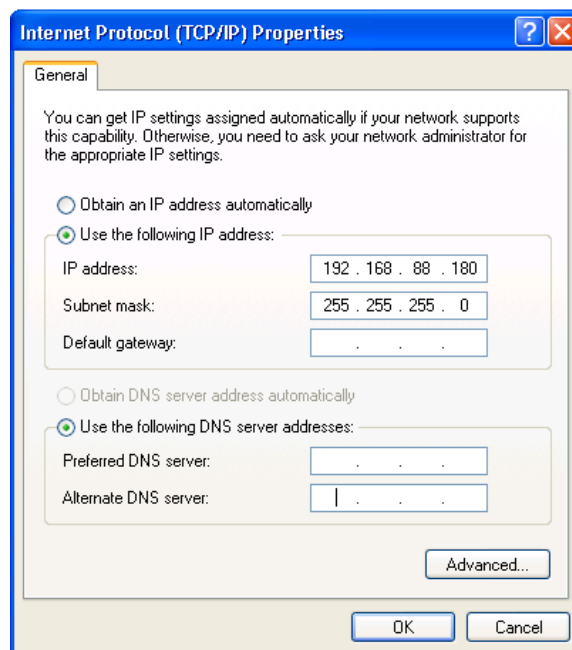 Internet Protocol (TCP/IP) Properties
General
You can get IP settings assigned automatically if your network supports
this capability. Otherwise, you need to ask your network administrator for
the appropriate IP settings.
Obtain an IP address automatically
Use the following IP address:
IP address: 192 . 168 . 88 . 180
Subnet mask: 255 . 255 . 255 . 0
Default gateway: . . .
Obtain DNS server address automatically
Use the following DNS server addresses:
Preferred DNS server: . . .
Alternate DNS server: . . .
Advanced...
OK Cancel